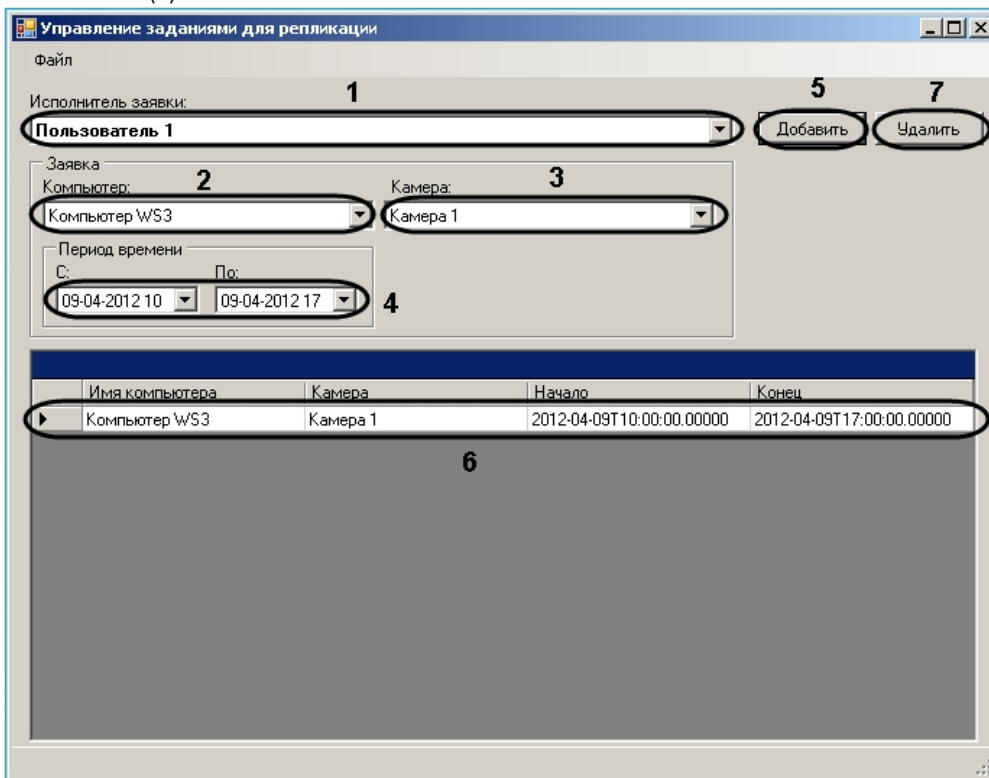 Управление заданиями для репликации
Файл
Исполнитель заявки:
1
5
7
Пользователь 1
Добавить
Удалить
Заявка
Компьютер:
2
Камера:
3
Компьютер WS3
Камера 1
Период времени
С:
По:
09-04-2012 10
09-04-2012 17
4
Имя компьютера
Камера
Начало
Конец
Компьютер WS3
Камера 1
2012-04-09T10:00:00.00000
2012-04-09T17:00:00.00000
6